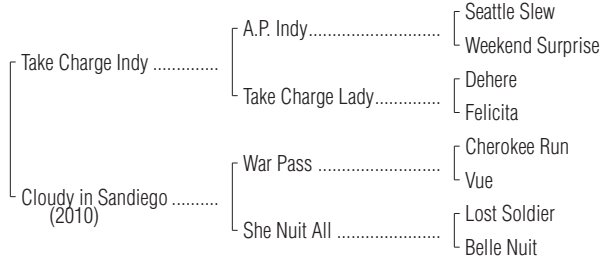 Seattle Slew
A.P. Indy..............................
Weekend Surprise
Take Charge Indy ..............
Dehere
Take Charge Lady..............
Felicita
Cherokee Run
War Pass ..........................
Vue
Cloudy in Sandiego ..........
(2010)
Lost Soldier
She Nuit All ......................
Belle Nuit